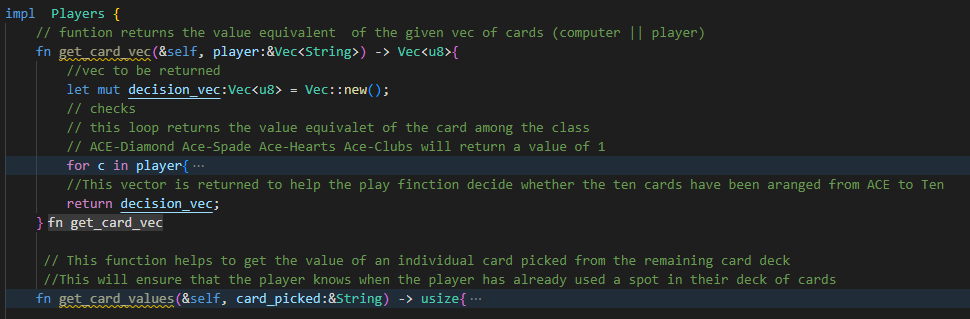 impl  Players {
// funtion returns the value equivalent  of the given vec of cards (computer || player)
fn get_card_vec(&self, player:&Vec<String>) -> Vec<u8>{
//vec to be returned
let mut decision_vec:Vec<u8> = Vec::new();
// checks
// this loop returns the value equivalet of the card among the class
// ACE-Diamond Ace-Spade Ace-Hearts Ace-Clubs will return a value of 1
for c in player{ ⋯
//This vector is returned to help the play finction decide whether the ten cards have been aranged from ACE to Ten
return decision_vec;
} fn get_card_vec
// This function helps to get the value of an individual card picked from the remaining card deck
//This will ensure that the player knows when the player has already used a spot in their deck of cards
fn get_card_values(&self, card_picked:&String) -> usize{ ⋯